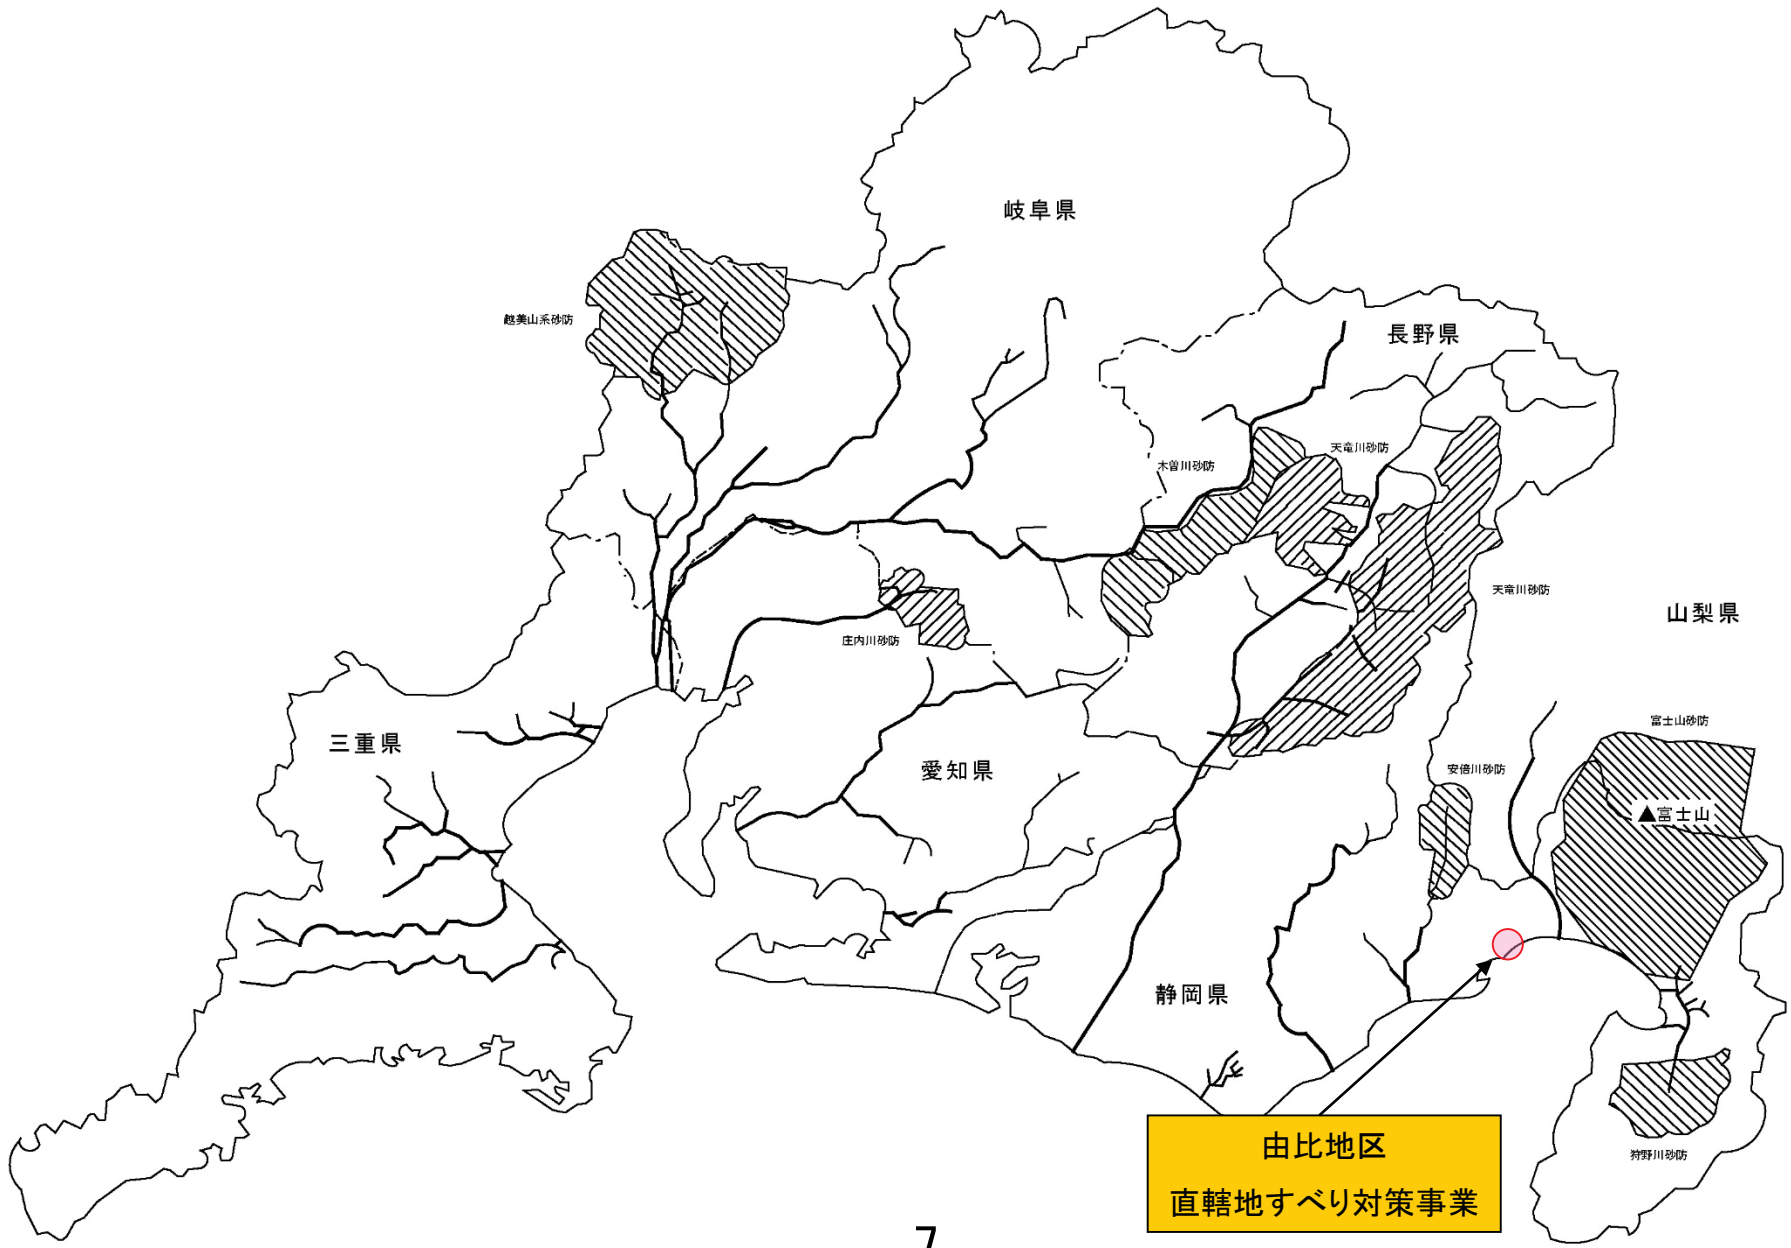 岐阜県
越美山系砂防
長野県
天竜川砂防
木曽川砂防
天竜川砂防
山梨県
庄内川砂防
富士山砂防
三重県
愛知県
安倍川砂防
▲富士山
静岡県
由比地区
直轄地すべり対策事業
狩野川砂防
7